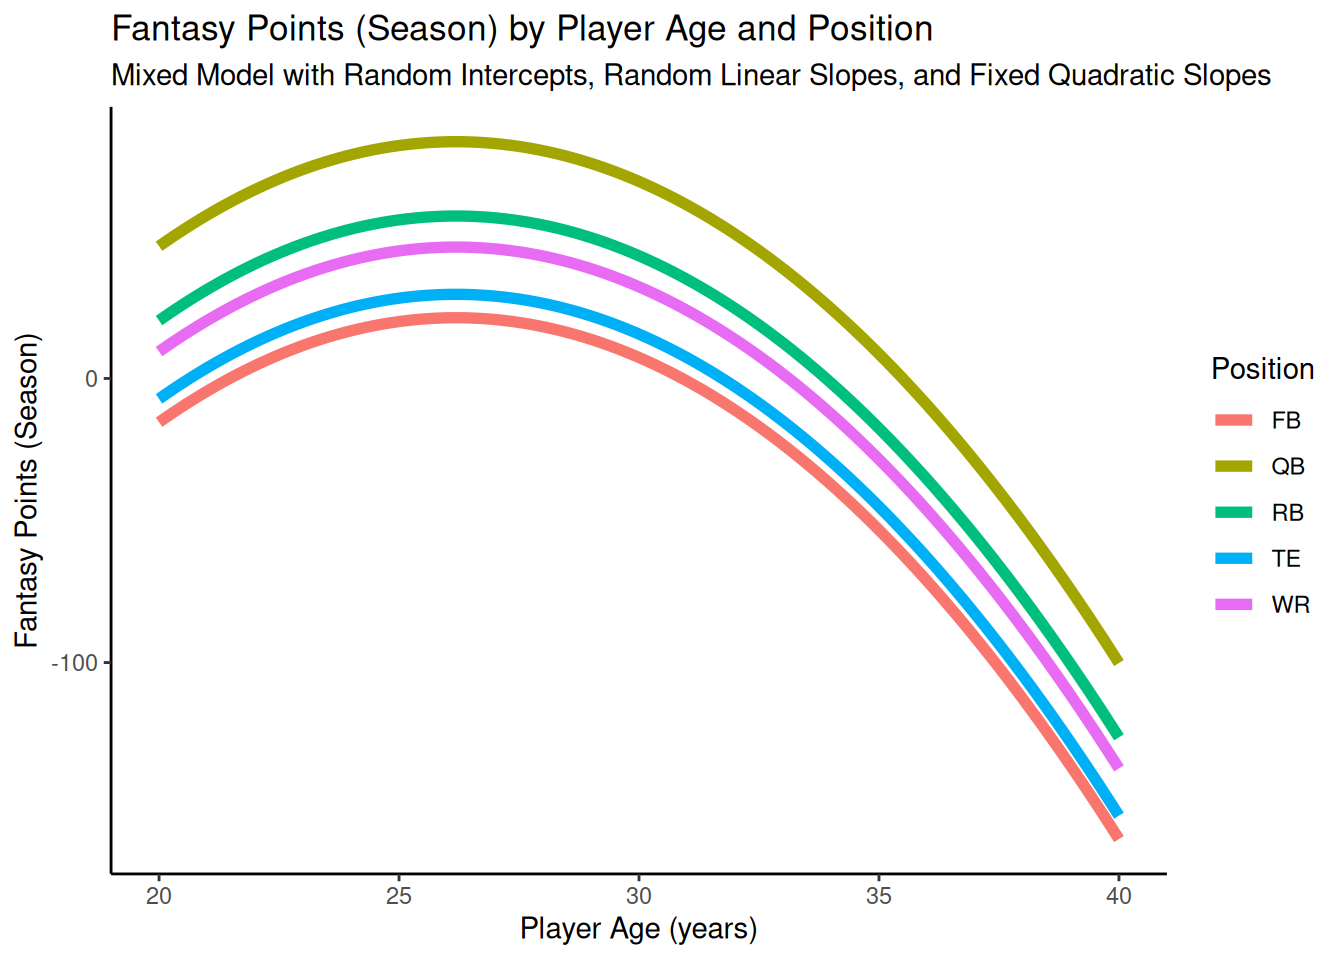 Fantasy Points (Season) by Player Age and Position
Mixed Model with Random Intercepts, Random Linear Slopes, and Fixed Quadratic Slopes
Fantasy Points (Season)
0
-100
20
25
30
35
40
Player Age (years)
Position
FB
QB
RB
TE
WR